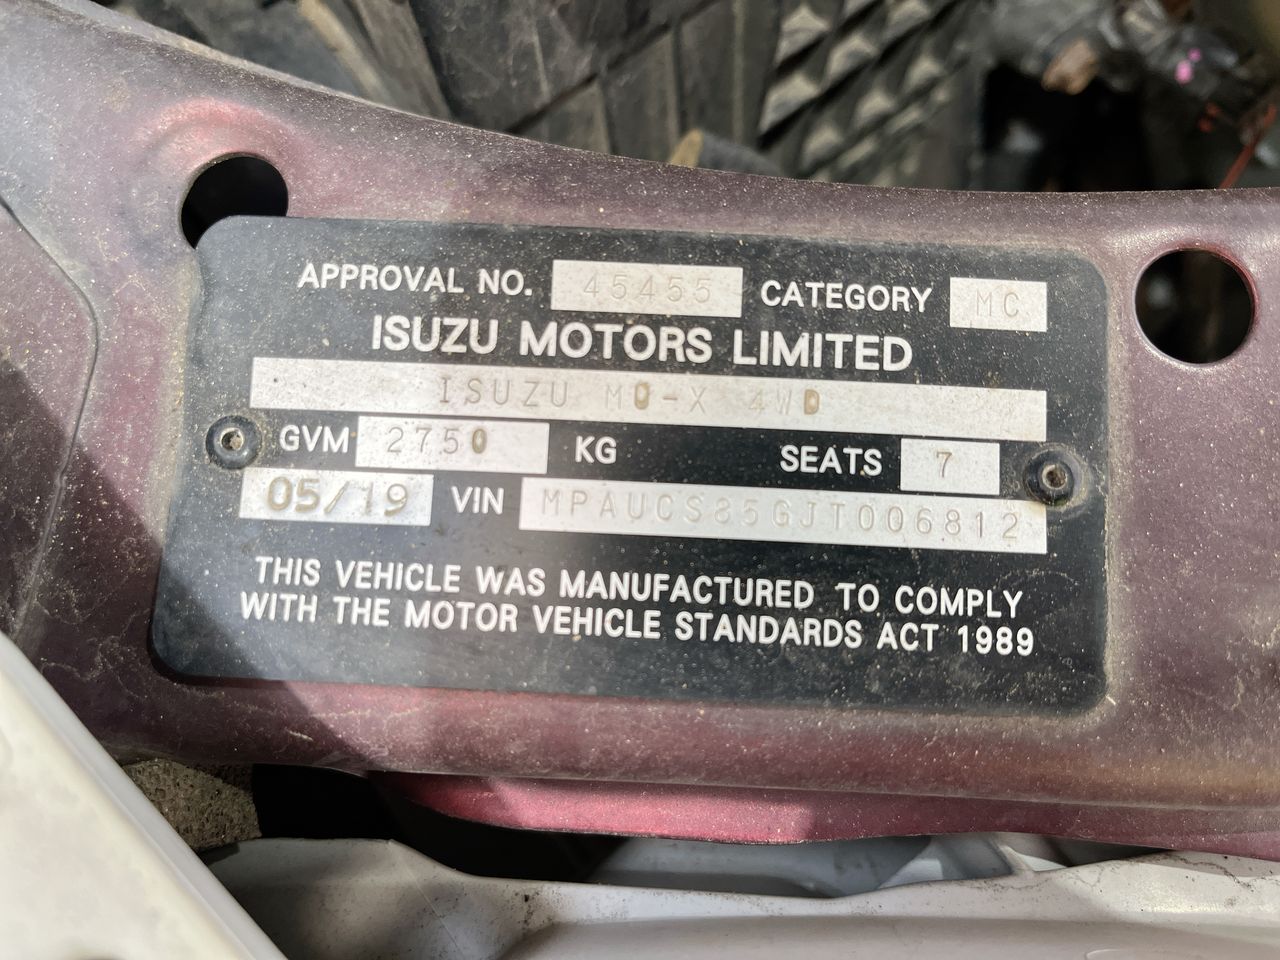 APPROVAL NO. 45455 CATEGORY MC
ISUZU MOTORS LIMITED
ISUZU MU-X 4WD
GVM 2750 KG SEATS 7
05/19 VIN MPAUCS85GJT006812
THIS VEHICLE WAS MANUFACTURED TO COMPLY
WITH THE MOTOR VEHICLE STANDARDS ACT 1989